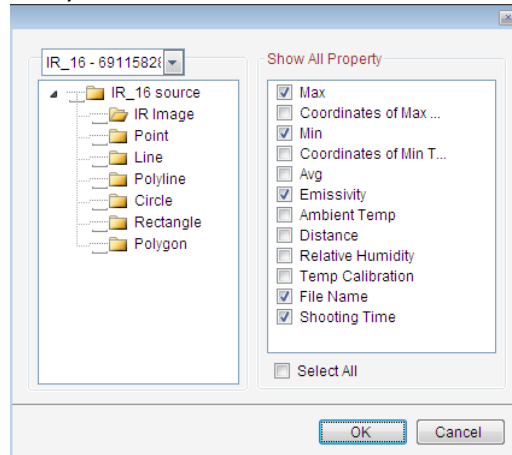 IR_16 - 69115828
Show All Property
IR_16 source
IR Image
Point
Line
Polyline
Circle
Rectangle
Polygon
Max
Coordinates of Max ...
Min
Coordinates of Min T...
Avg
Emissivity
Ambient Temp
Distance
Relative Humidity
Temp Calibration
File Name
Shooting Time
Select All
OK
Cancel